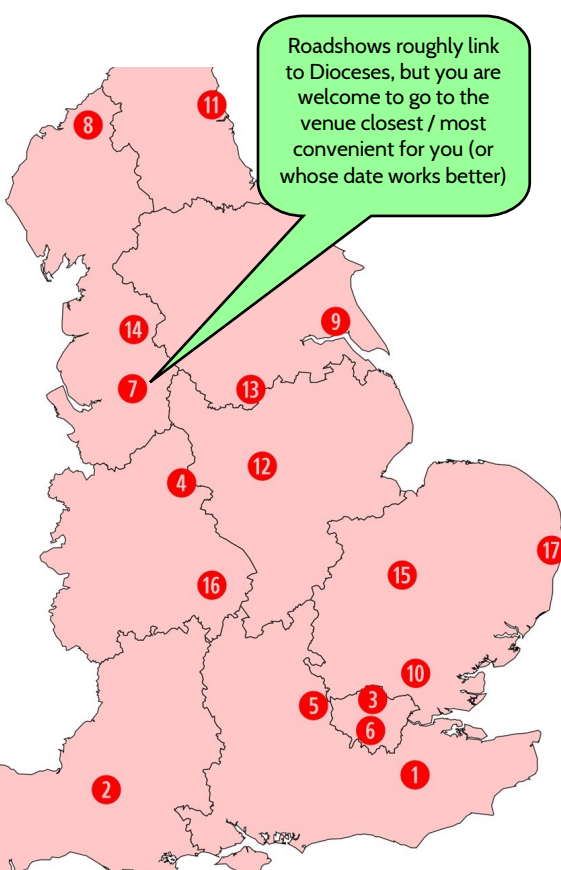 Roadshows roughly link
to Dioceses, but you are
welcome to go to the
venue closest / most
convenient for you (or
whose date works better)
11
8
9
14
7
13
12
4
17
15
16
10
3
5
6
1
2